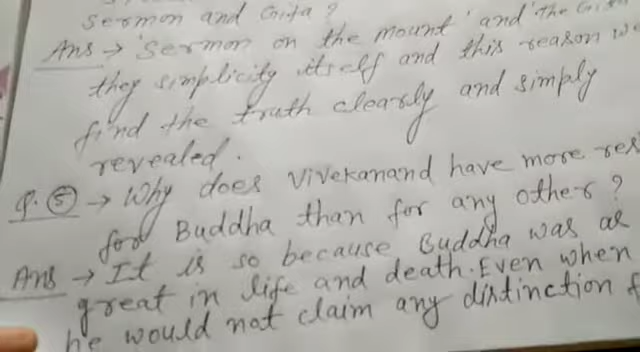 sermon and Gita ?
Ans → 'Sermon on the mount' and 'The
they simplicity itself and this reason we
find the truth clearly and simply
revealed.
Q. ⑤ → Why does Vivekanand have more res
for Buddha than for any other ?
Ans → It is so because Buddha was as
great in life and death. Even when
he would not claim any distinction f